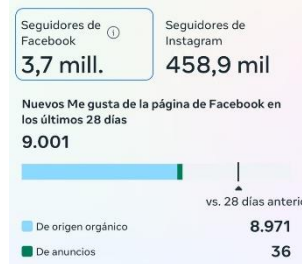 Seguidores de Facebook
3,7 mill.
Seguidores de Instagram
458,9 mil
Nuevos Me gusta de la página de Facebook en
los últimos 28 días
9.001
vs. 28 días
De origen orgánico 8.971
De anuncios 36